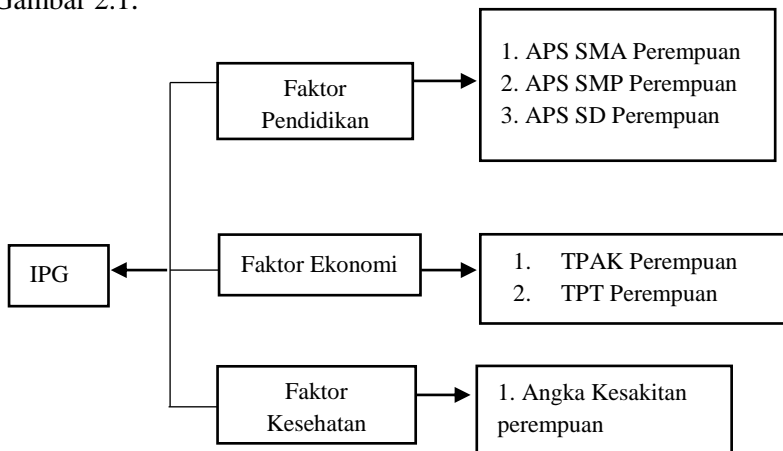 Gambar 2.1.
Faktor
Pendidikan
1. APS SMA Perempuan
2. APS SMP Perempuan
3. APS SD Perempuan
IPG
Faktor Ekonomi
1. TPAK Perempuan
2. TPT Perempuan
Faktor
Kesehatan
1. Angka Kesakitan
perempuan